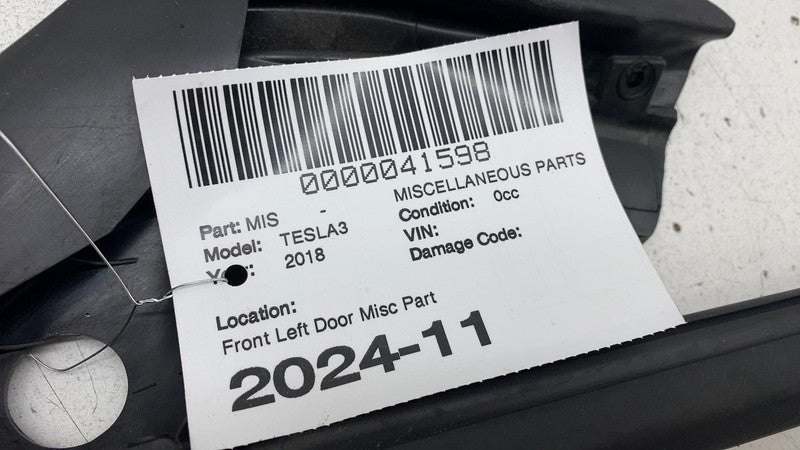 0000041598
Part: MIS - MISCELLANEOUS PARTS
Model: TESLA3 Condition: 0cc
2018 VIN:
Damage Code:
Location:
Front Left Door Misc Part
2024-11